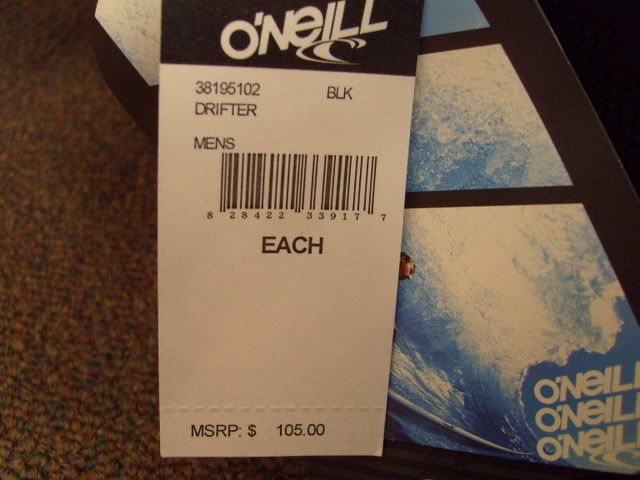 O'NEILL
38195102 BLK
DRIFTER
MENS
8 28422 33917 7
EACH
MSRP: $ 105.00
O'NEILL
O'NEILL
O'NEILL